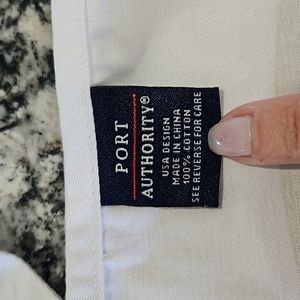 PORT
AUTHORITY®
USA DESIGN
MADE IN CHINA
100% COTTON
SEE REVERSE FOR CARE